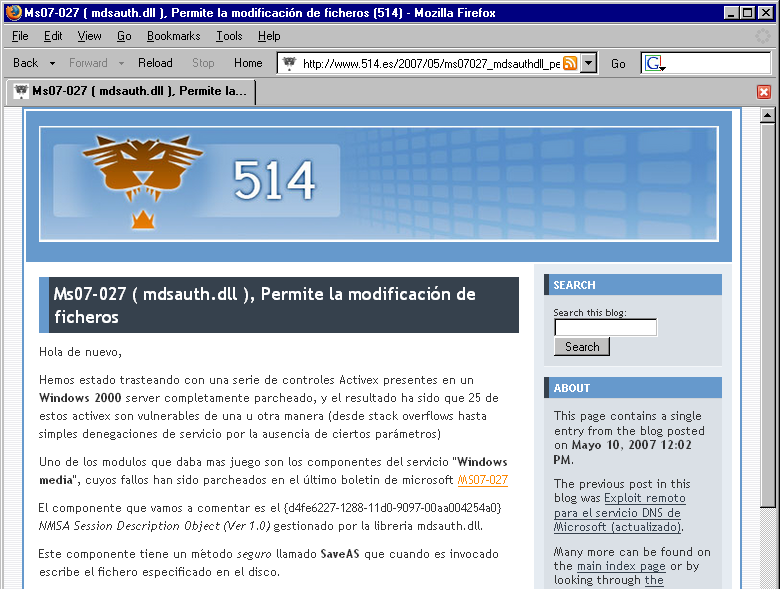 Ms07-027 ( mdsauth.dll ), Permite la modificación de ficheros (514) - Mozilla Firefox
File Edit View Go Bookmarks Tools Help
Back Forward Reload Stop Home http://www.514.es/2007/05/ms07027_mdsauthdll_pe Go G
Ms07-027 ( mdsauth.dll ), Permite la...
514
Ms07-027 ( mdsauth.dll ), Permite la modificación de
ficheros
Hola de nuevo,
Hemos estado trasteando con una serie de controles Activex presentes en un
Windows 2000 server completamente parcheado, y el resultado ha sido que 25 de
estos activex son vulnerables de una u otra manera (desde stack overflows hasta
simples denegaciones de servicio por la ausencia de ciertos parámetros)
Uno de los modulos que daba mas juego son los componentes del servicio "Windows
media", cuyos fallos han sido parcheados en el último boletin de microsoft MS07-027
El componente que vamos a comentar es el {d4fe6227-1288-11d0-9097-00aa004254a0}
NMSA Session Description Object (Ver 1.0) gestionado por la libreria mdsauth.dll.
Este componente tiene un método seguro llamado SaveAS que cuando es invocado
escribe el fichero especificado en el disco.
SEARCH
Search this blog:
Search
ABOUT
This page contains a single
entry from the blog posted
on Mayo 10, 2007 12:02
PM.
The previous post in this
blog was Exploit remoto
para el servicio DNS de
Microsoft (actualizado).
Many more can be found on
the main index page or by
looking through the